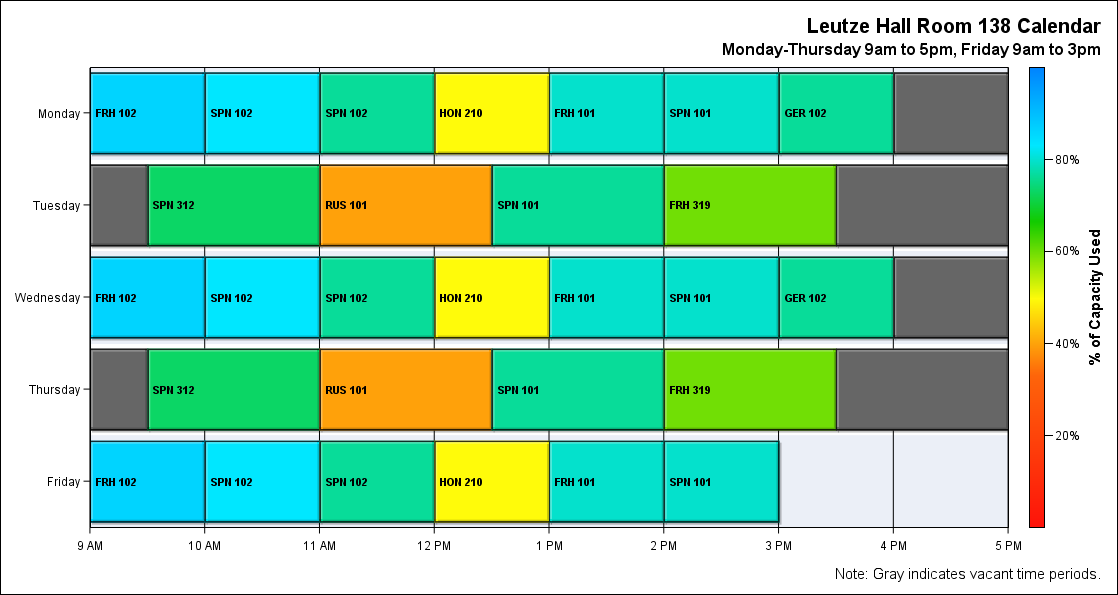 Leutze Hall Room 138 Calendar
Monday-Thursday 9am to 5pm, Friday 9am to 3pm
Monday FRH 102 SPN 102 SPN 102 HON 210 FRH 101 SPN 101 GER 102
Tuesday SPN 312 RUS 101 SPN 101 FRH 319
Wednesday FRH 102 SPN 102 SPN 102 HON 210 FRH 101 SPN 101 GER 102
Thursday SPN 312 RUS 101 SPN 101 FRH 319
Friday FRH 102 SPN 102 SPN 102 HON 210 FRH 101 SPN 101
9 AM 10 AM 11 AM 12 PM 1 PM 2 PM 3 PM 4 PM 5 PM
80%
60%
40%
20%
% of Capacity Used
Note: Gray indicates vacant time periods.